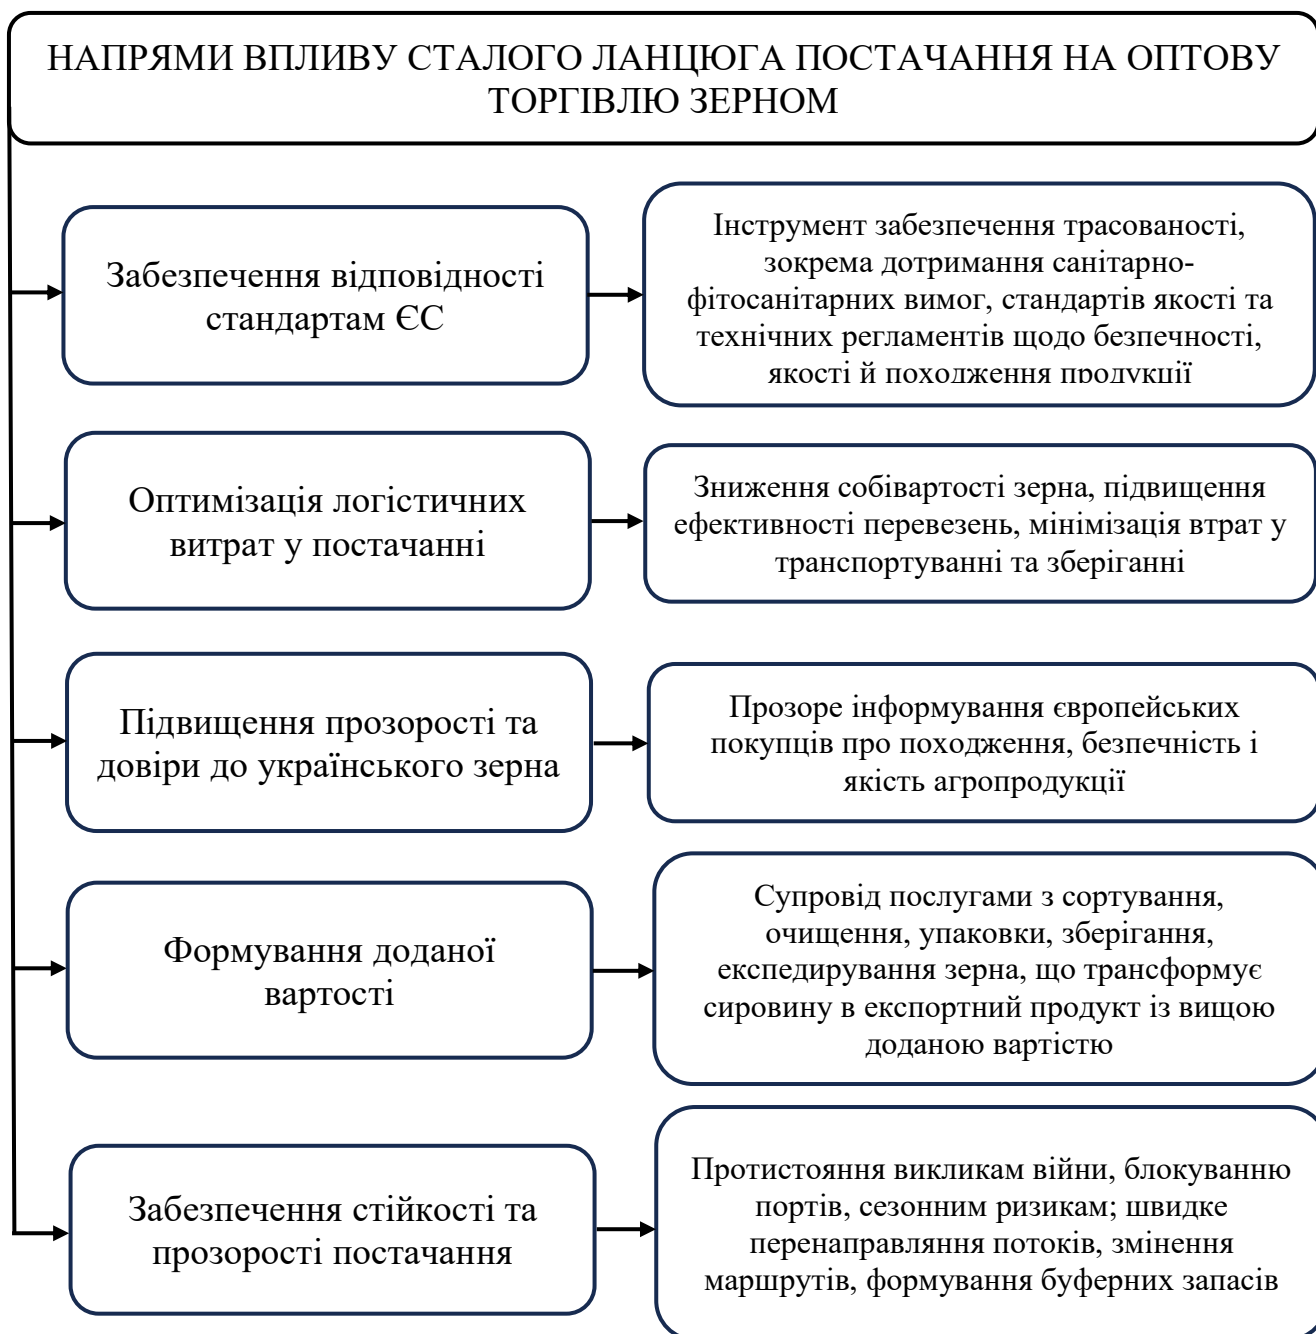 НАПРЯМИ ВПЛИВУ СТАЛОГО ЛАНЦЮГА ПОСТАЧАННЯ НА ОПТОВУ
ТОРГІВЛЮ ЗЕРНОМ
Забезпечення відповідності
стандартам ЄС
Інструмент забезпечення трасованості,
зокрема дотримання санітарно-
фітосанітарних вимог, стандартів якості та
технічних регламентів щодо безпечності,
якості й походження продукції
Оптимізація логістичних
витрат у постачанні
Зниження собівартості зерна, підвищення
ефективності перевезень, мінімізація втрат у
транспортуванні та зберіганні
Підвищення прозорості та
довіри до українського зерна
Прозоре інформування європейських
покупців про походження, безпечність і
якість агропродукції
Формування доданої
вартості
Супровід послугами з сортування,
очищення, упаковки, зберігання,
експедирування зерна, що трансформує
сировину в експортний продукт із вищою
доданою вартістю
Забезпечення стійкості та
прозорості постачання
Протистояння викликам війни, блокуванню
портів, сезонним ризикам; швидке
перенаправляння потоків, змінення
маршрутів, формування буферних запасів